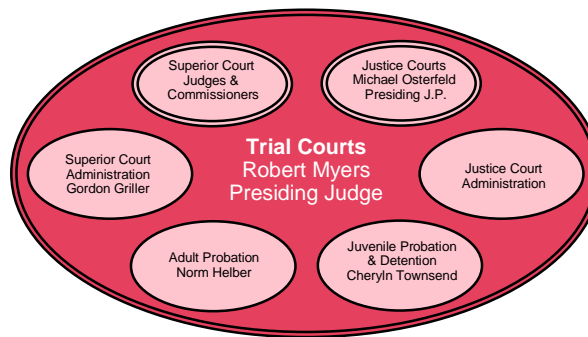 Superior Court
Judges &
Commissioners
Justice Courts
Michael Osterfeld
Presiding J.P.
Trial Courts
Robert Myers
Presiding Judge
Superior Court
Administration
Gordon Griller
Justice Court
Administration
Adult Probation
Norm Helber
Juvenile Probation
& Detention
Cheryln Townsend